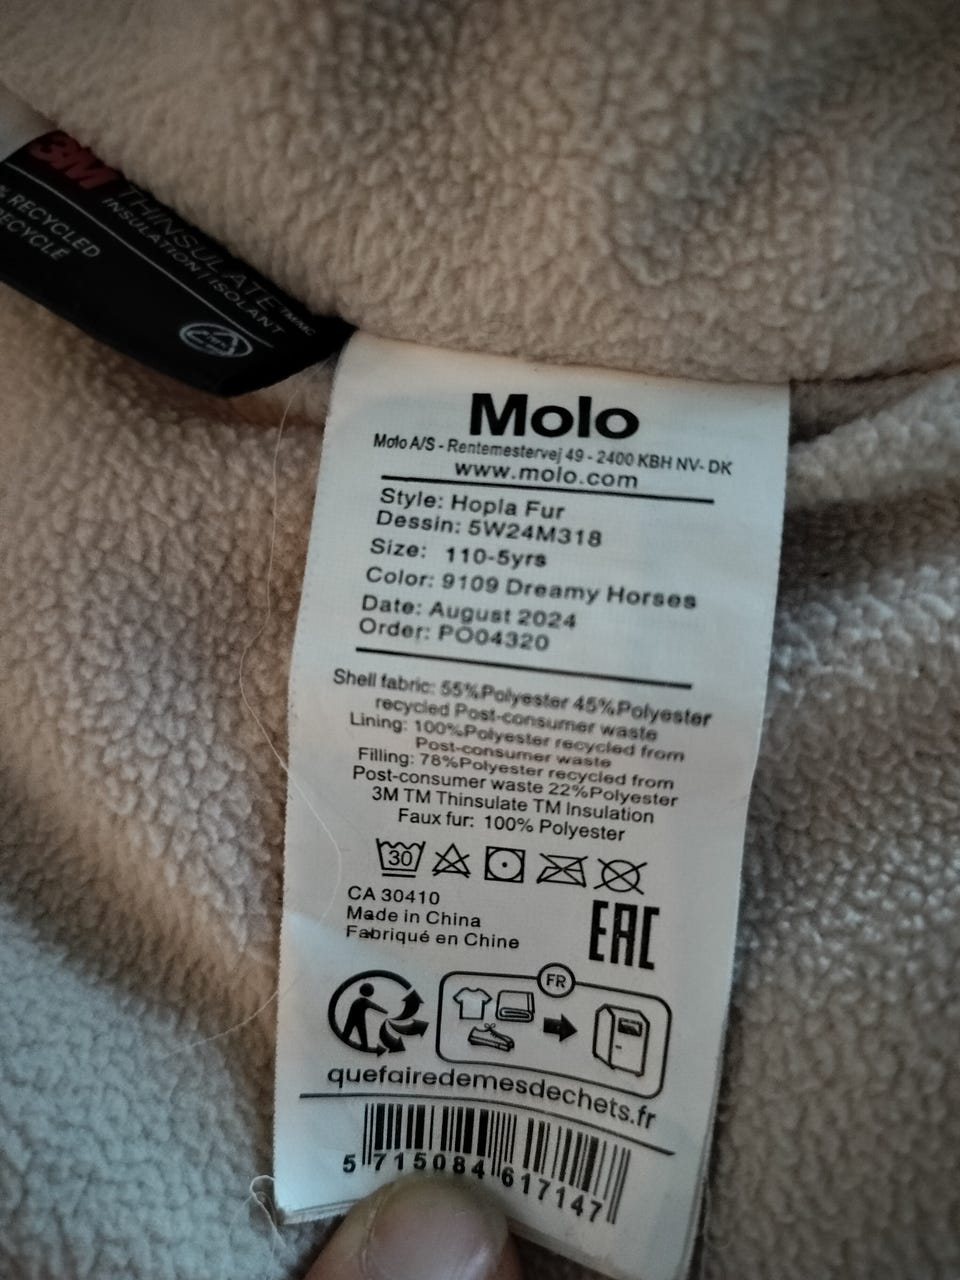 3M THINSULATE™MC
INSULATION | ISOLANT
% RECYCLED
RECYCLE
Molo
Molo A/S - Rentemestervej 49 - 2400 KBH NV- DK
www.molo.com
Style: Hopla Fur
Dessin: 5W24M318
Size: 110-5yrs
Color: 9109 Dreamy Horses
Date: August 2024
Order: PO04320
Shell fabric: 55%Polyester 45%Polyester
recycled Post-consumer waste
Lining: 100%Polyester recycled from
Post-consumer waste
Filling: 78%Polyester recycled from
Post-consumer waste 22%Polyester
3M TM Thinsulate TM Insulation
Faux fur: 100% Polyester
30
CA 30410
Made in China
Fabriqué en Chine
EAC
FR
quefairedemesdechets.fr
5 715084 617147